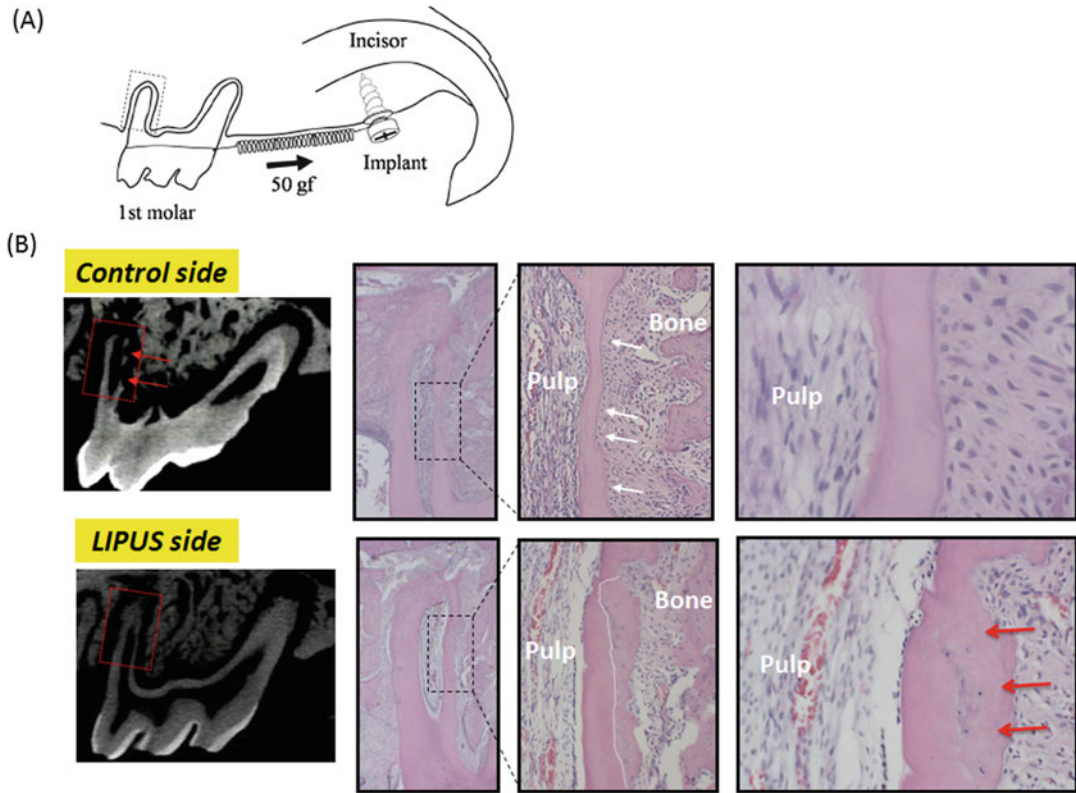 (A)
Incisor
Implant
50 gf
1st molar
(B)
Control side
Bone
Pulp
Pulp
LIPUS side
Bone
Pulp
Pulp